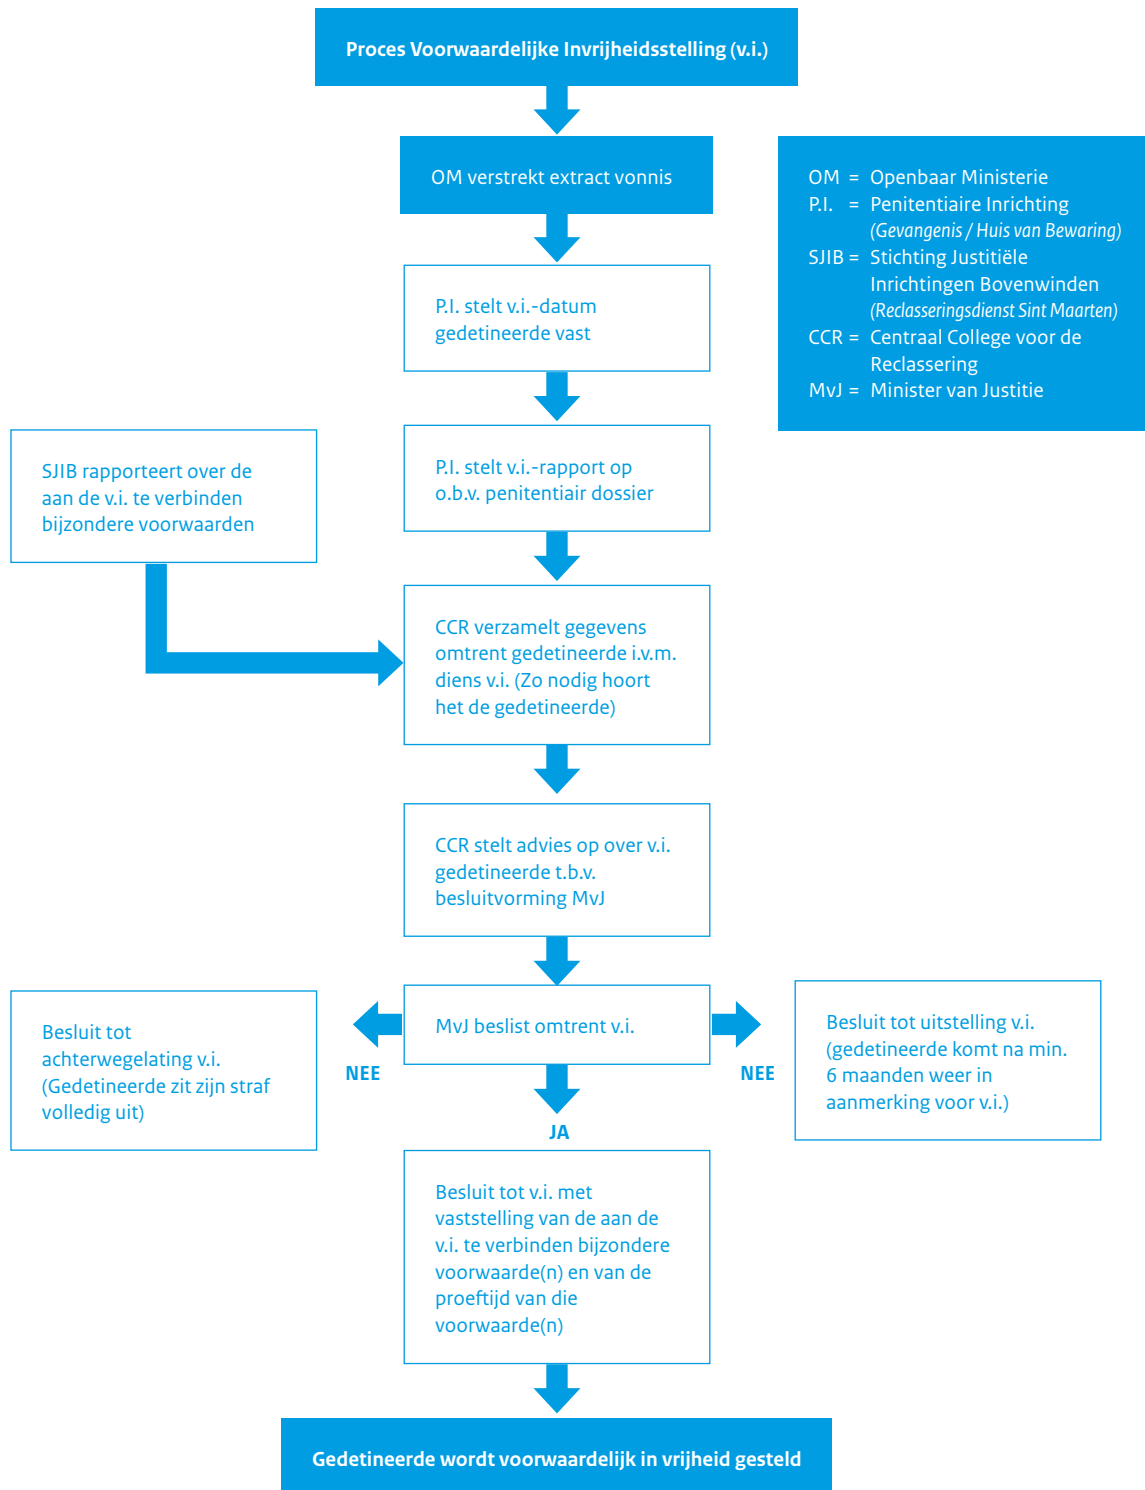 Proces Voorwaardelijke Invrijheidsstelling (v.i.)
OM verstrekt extract vonnis
OM = Openbaar Ministerie
P.I. = Penitentiaire Inrichting
(Gevangenis / Huis van Bewaring)
SJIB = Stichting Justitiële
Inrichtingen Bovenwinden
(Reclasseringsdienst Sint Maarten)
CCR = Centraal College voor de
Reclassering
MvJ = Minister van Justitie
P.I. stelt v.i.-datum
gedetineerde vast
P.I. stelt v.i.-rapport op
o.b.v. penitentiair dossier
SJIB rapporteert over de
aan de v.i. te verbinden
bijzondere voorwaarden
CCR verzamelt gegevens
omtrent gedetineerde i.v.m.
diens v.i. (Zo nodig hoort
het de gedetineerde)
CCR stelt advies op over v.i.
gedetineerde t.b.v.
besluitvorming MvJ
MvJ beslist omtrent v.i.
NEE
Besluit tot
achterwegelating v.i.
(Gedetineerde zit zijn straf
volledig uit)
NEE
Besluit tot uitstelling v.i.
(gedetineerde komt na min.
6 maanden weer in
aanmerking voor v.i.)
JA
Besluit tot v.i. met
vaststelling van de aan de
v.i. te verbinden bijzondere
voorwaarde(n) en van de
proeftijd van die
voorwaarde(n)
Gedetineerde wordt voorwaardelijk in vrijheid gesteld